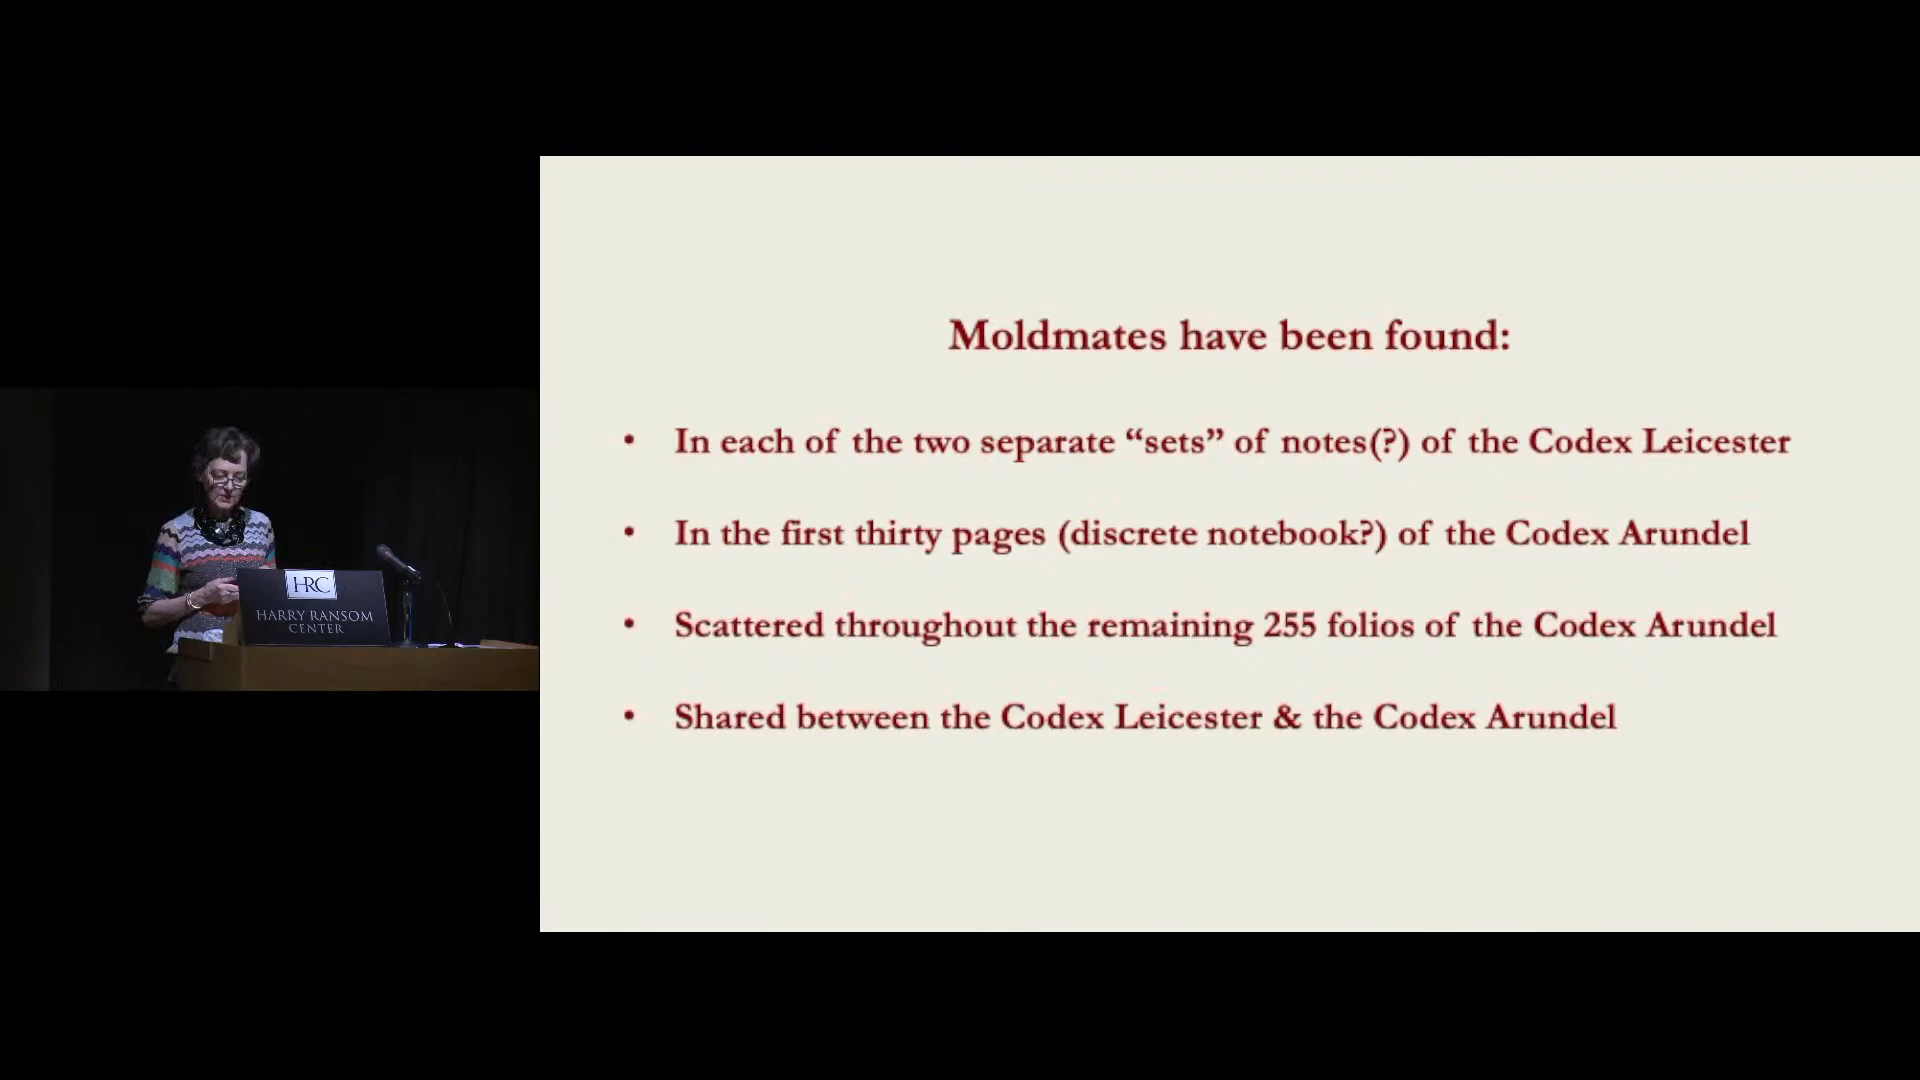 HRC
HARRY RANSOM
CENTER
Moldmates have been found:
• In each of the two separate “sets” of notes(?) of the Codex Leicester
• In the first thirty pages (discrete notebook?) of the Codex Arundel
• Scattered throughout the remaining 255 folios of the Codex Arundel
• Shared between the Codex Leicester & the Codex Arundel